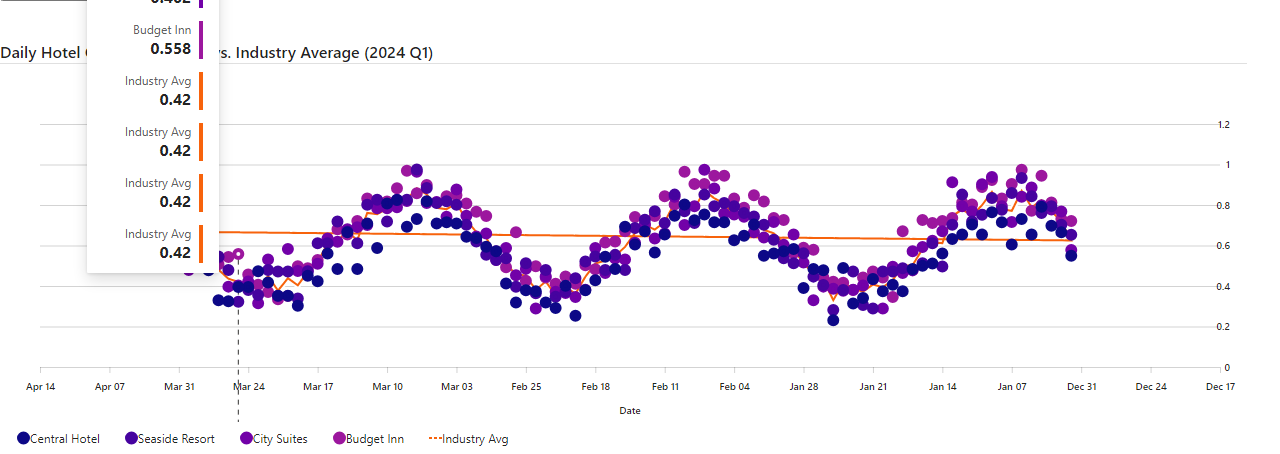 0.462
Budget Inn
0.558
Daily Hotel
vs. Industry Average (2024 Q1)
Industry Avg
0.42
Industry Avg
0.42
Industry Avg
0.42
Industry Avg
0.42
1.2
1
0.8
0.6
0.4
0.2
0
Apr 14 Apr 07 Mar 31 Mar 24 Mar 17 Mar 10 Mar 03 Feb 25 Feb 18 Feb 11 Feb 04 Jan 28 Jan 21 Jan 14 Jan 07 Dec 31 Dec 24 Dec 17
Date
Central Hotel Seaside Resort City Suites Budget Inn Industry Avg